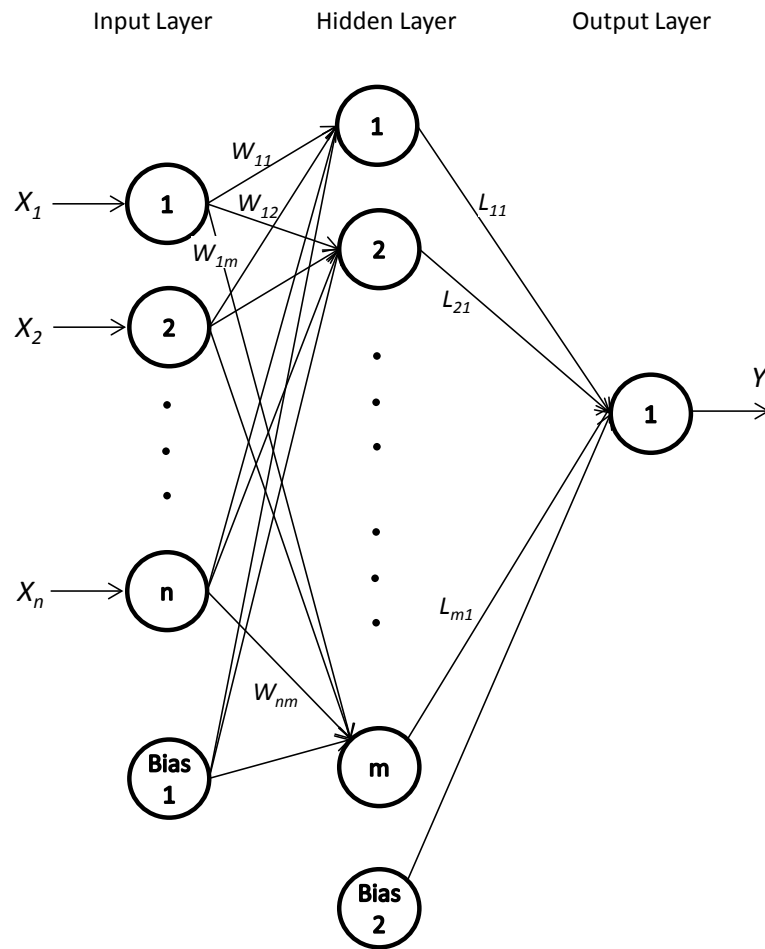 Input Layer
Hidden Layer
Output Layer
1
W₁₁
X₁
1
W₁₂
L₁₁
W₁ₘ
2
X₂
2
L₂₁
Y
1
Xₙ
n
Lₘ₁
Wₙₘ
Bias
1
m
Bias
2